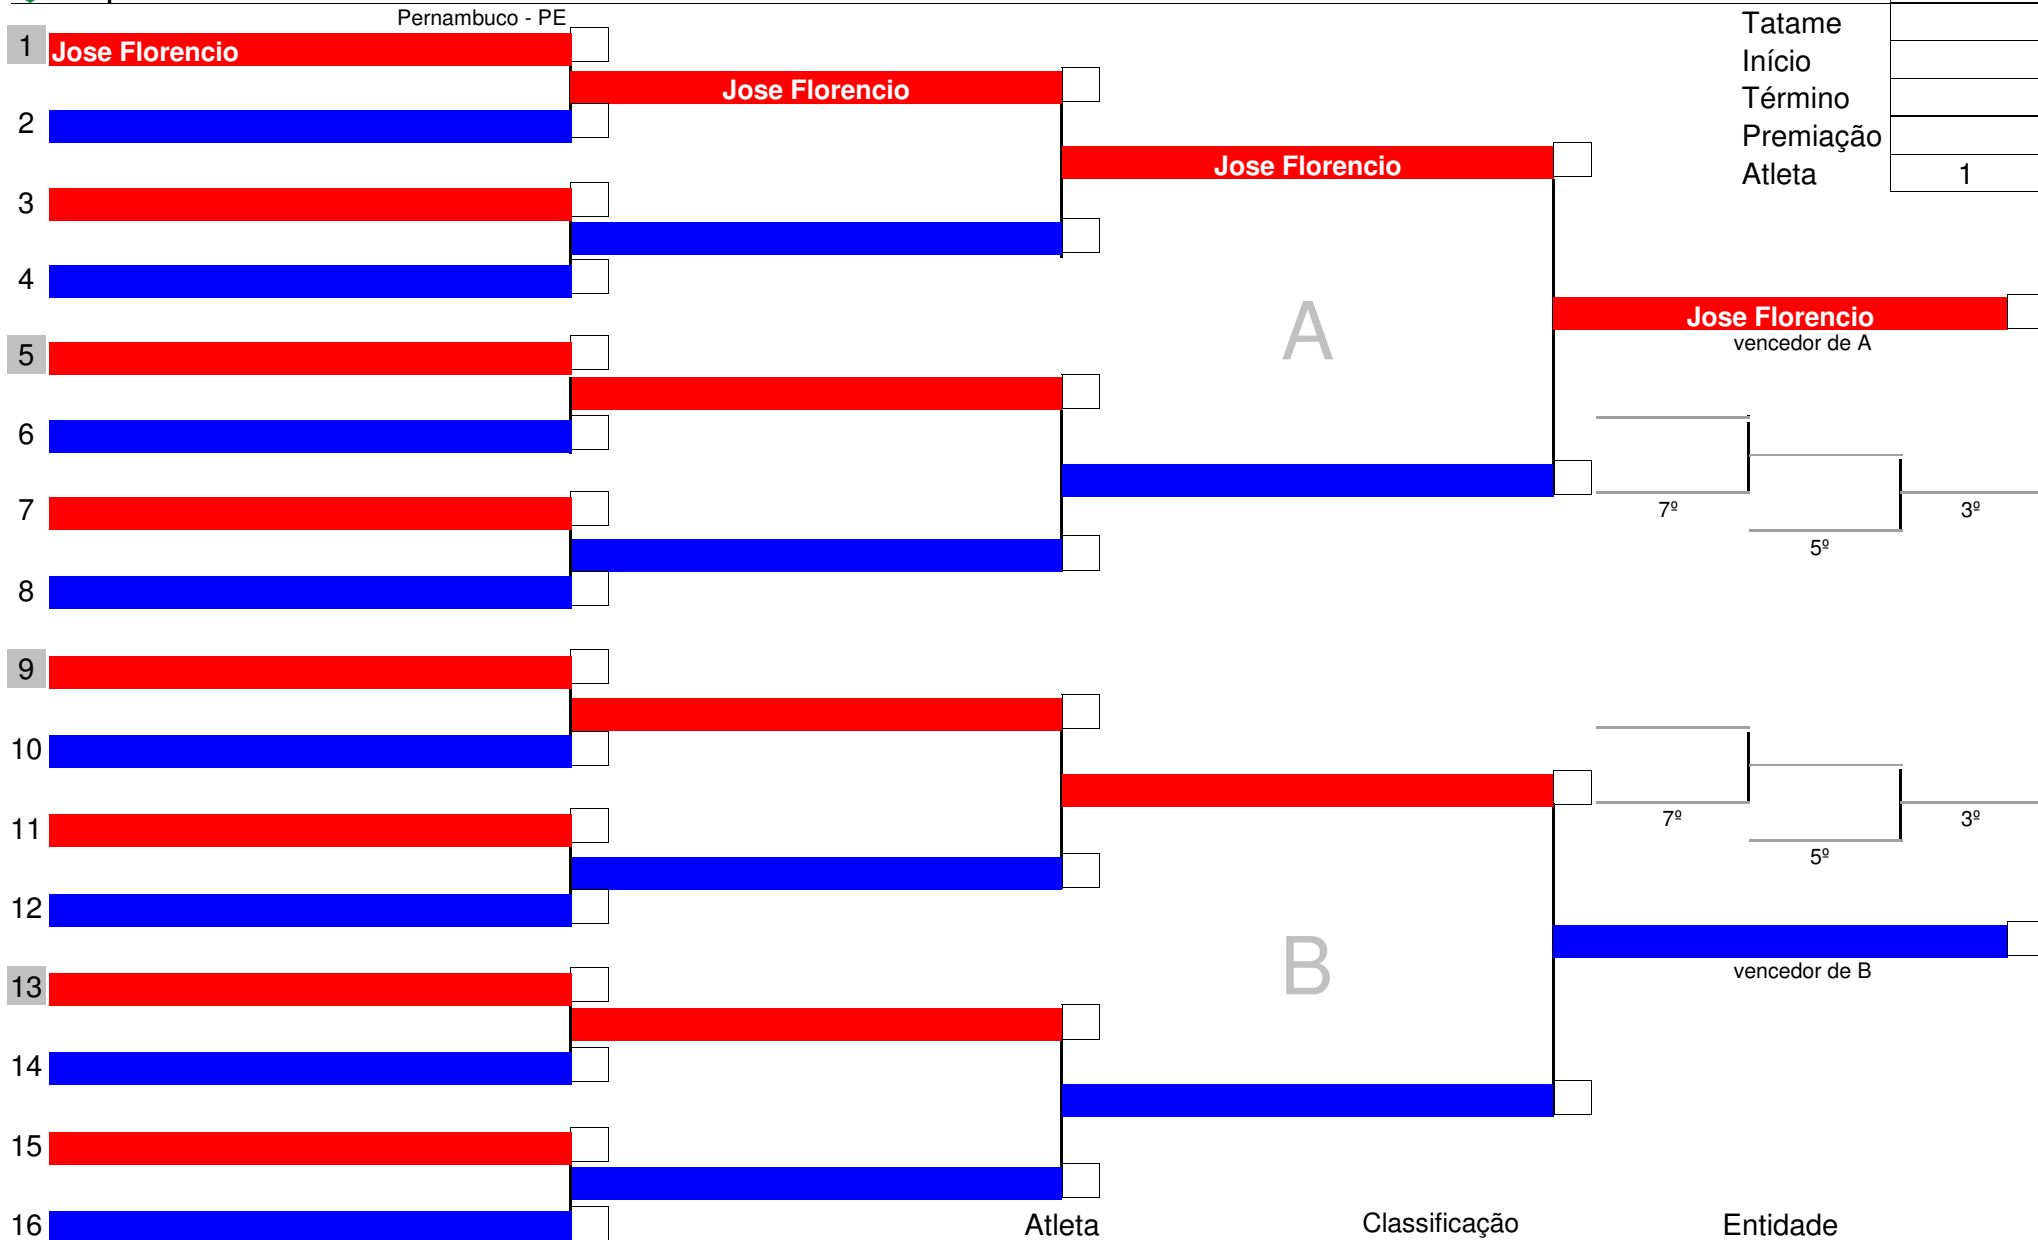 Pernambuco - PE
Tatame
1 Jose Florencio
Início
Jose Florencio
Término
2
Premiação
Jose Florencio
Atleta 1
3
4
Jose Florencio
vencedor de A
A
5
6
7
7º 3º
5º
8
9
10
11
7º 3º
5º
12
B
vencedor de B
13
14
15
16
Atleta Classificação Entidade